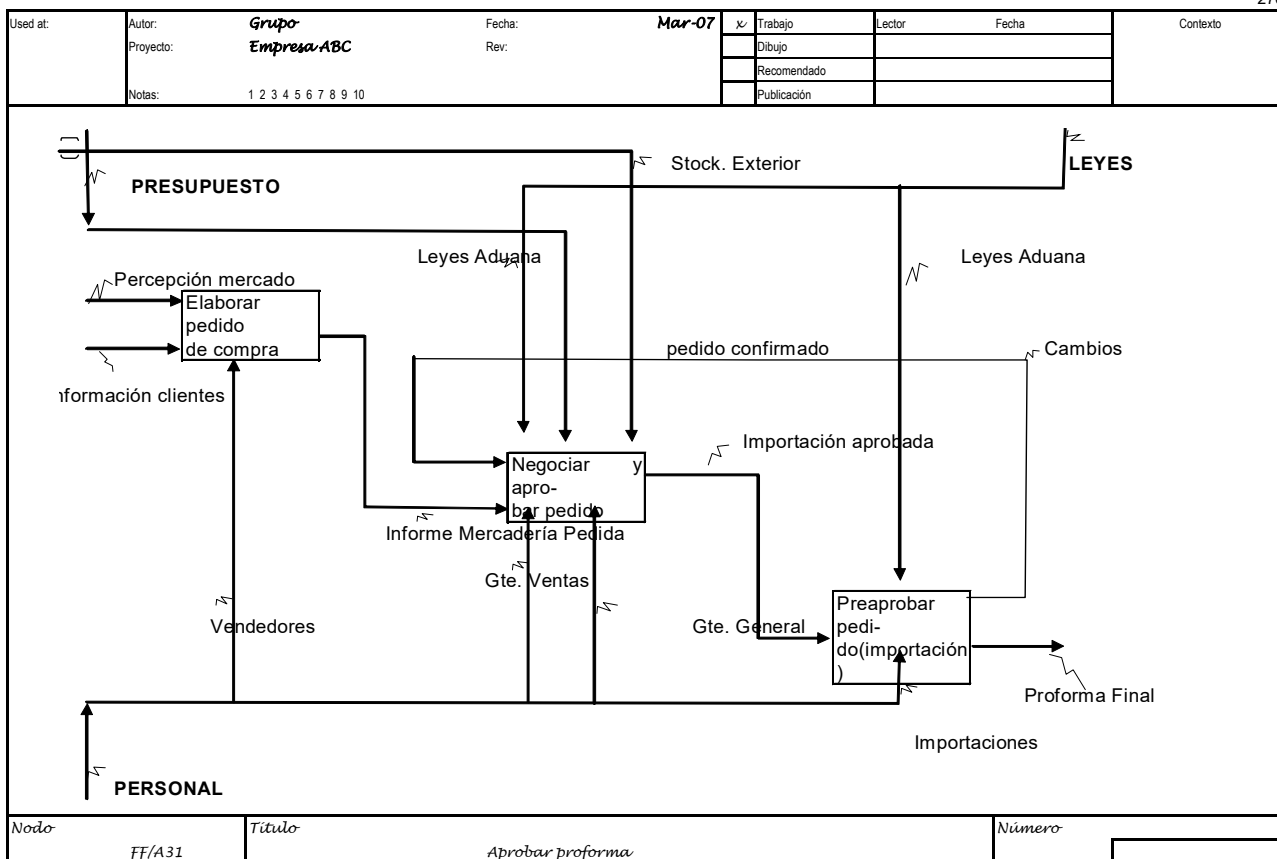 Used at:
Autor: Grupo Fecha: Mar-07 x Trabajo Lector Fecha Contexto
Proyecto: Empresa ABC Rev: Dibujo
Recomendado
Notas: 1 2 3 4 5 6 7 8 9 10 Publicación
Stock. Exterior
LEYES
PRESUPUESTO
Leyes Aduana
Leyes Aduana
Percepción mercado
Elaborar
pedido
de compra
pedido confirmado
Cambios
nformación clientes
Importación aprobada
Negociar y
apro-
bar pedido
Informe Mercadería Pedida
Gte. Ventas
Vendedores
Gte. General
Preaprobar
pedi-
do(importación
)
Proforma Final
Importaciones
PERSONAL
Nodo Título Número
FF/A31 Aprobar proforma